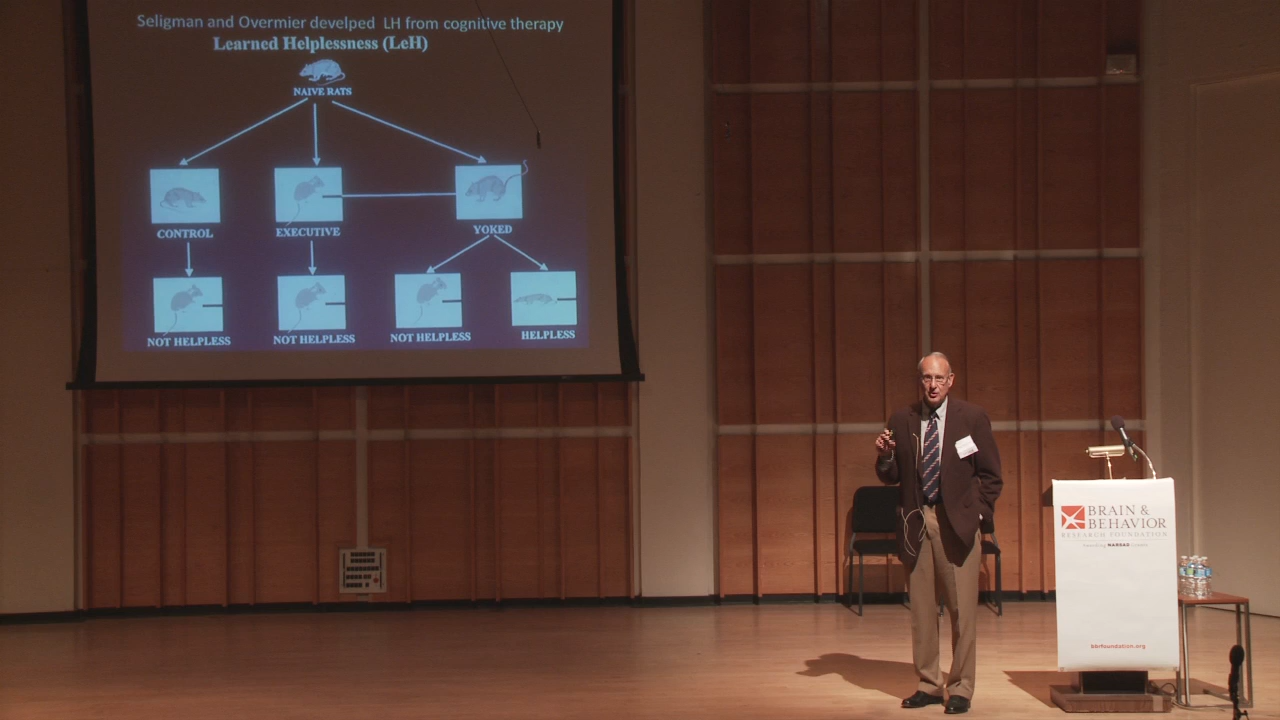 Seligman and Overmier develped LH from cognitive therapy
Learned Helplessness (LeH)
NAIVE RATS
CONTROL
EXECUTIVE
YOKED
NOT HELPLESS
NOT HELPLESS
NOT HELPLESS
HELPLESS
BRAIN &
BEHAVIOR
RESEARCH FOUNDATION
bbrfoundation.org